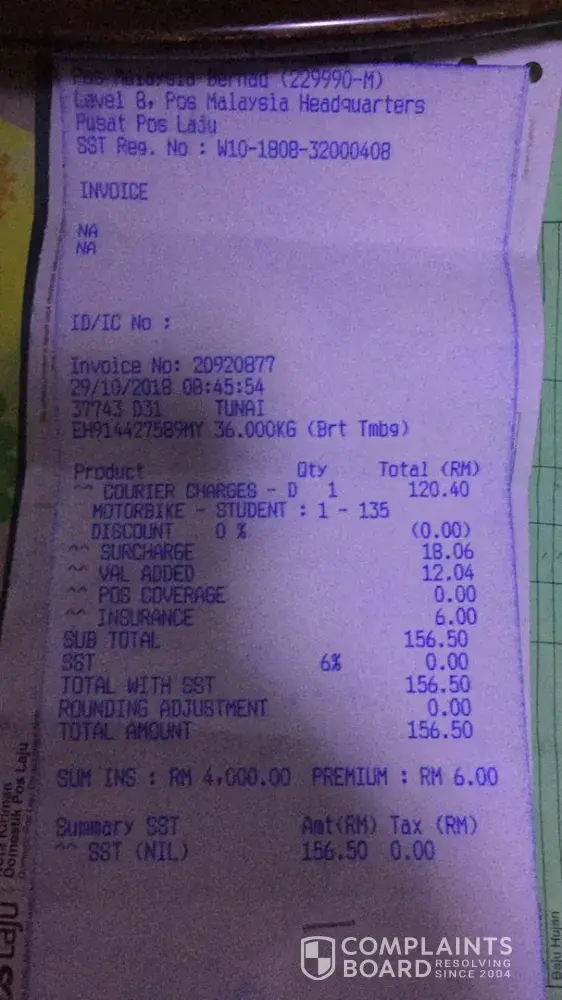 Pos Malaysia Berhad (229990-M)
Level 8, Pos Malaysia Headquarters
Pusat Pos Laju
SST Reg. No : W10-1808-32000408
INVOICE
NA
NA
ID/IC No :
Invoice No: 20920877
29/10/2018 08:45:54
37743 D31 TUNAI
EH914427589MY 36.000KG (Brt Tmbg)
Product Qty Total (RM)
^^ COURIER CHARGES - D 1 120.40
MOTORBIKE - STUDENT : 1 - 135
DISCOUNT 0 % (0.00)
^^ SURCHARGE 18.06
^^ VAL ADDED 12.04
^^ POS COVERAGE 0.00
^^ INSURANCE 6.00
SUB TOTAL 156.50
SST 6% 0.00
TOTAL WITH SST 156.50
ROUNDING ADJUSTMENT 0.00
TOTAL AMOUNT 156.50
SUM INS : RM 4,000.00 PREMIUM : RM 6.00
Summary SST Amt(RM) Tax (RM)
^^ SST (NIL) 156.50 0.00
Domestik Pos Laju
Baju Hujan
COMPLAINTS
BOARD RESOLVING
SINCE 2004